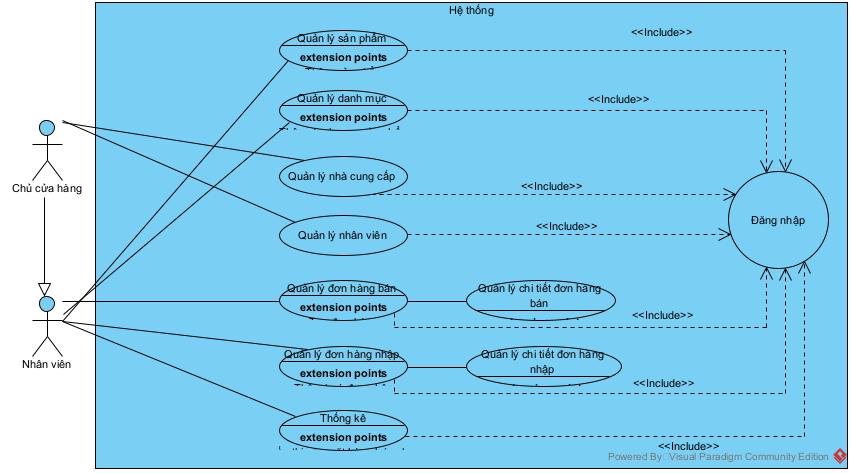 Hệ thống
Quản lý sản phẩm
extension points
<<Include>>
Quản lý danh mục
extension points
<<Include>>
Chủ cửa hàng
Quản lý nhà cung cấp
<<Include>>
Quản lý nhân viên
<<Include>>
Đăng nhập
Nhân viên
Quản lý đơn hàng bán
extension points
Quản lý chi tiết đơn hàng
bán
<<Include>>
Quản lý đơn hàng nhập
extension points
Quản lý chi tiết đơn hàng
nhập
<<Include>>
Thống kê
extension points
<<Include>>
Powered By Visual Paradigm Community Edition